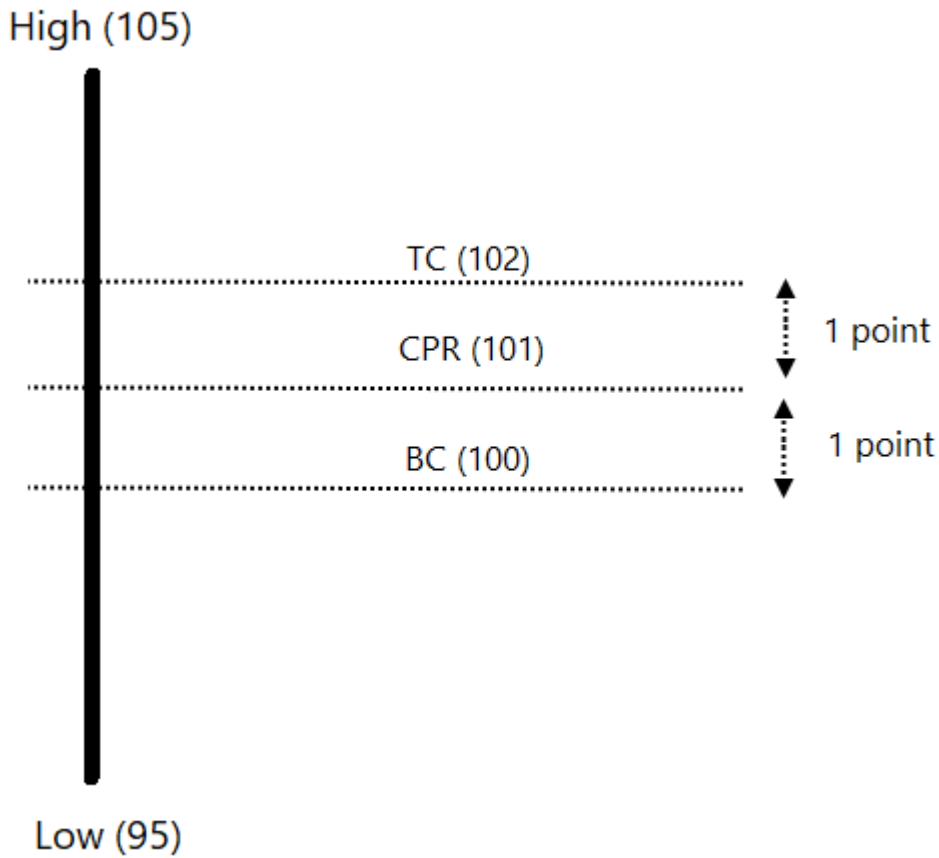 High (105)
TC (102)
1 point
CPR (101)
1 point
BC (100)
Low (95)